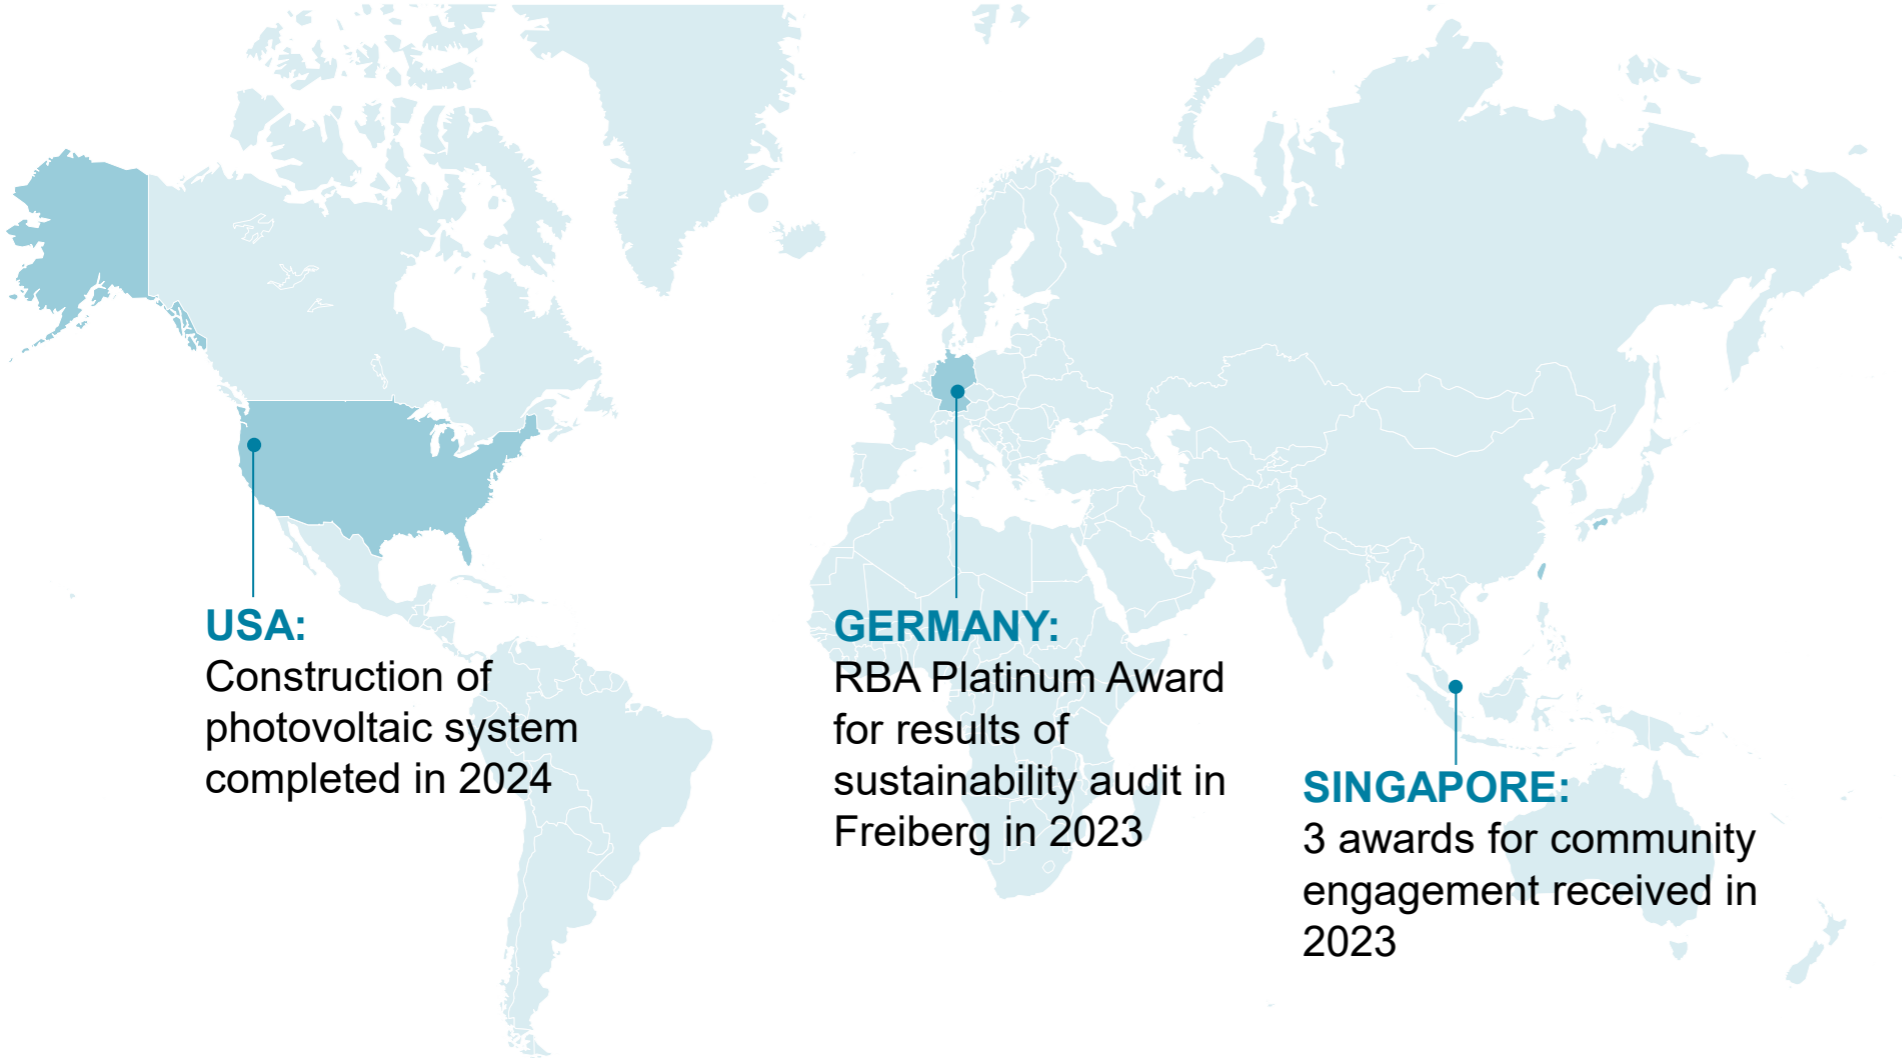 USA:
Construction of
photovoltaic system
completed in 2024
GERMANY:
RBA Platinum Award
for results of
sustainability audit in
Freiberg in 2023
SINGAPORE:
3 awards for community
engagement received in
2023